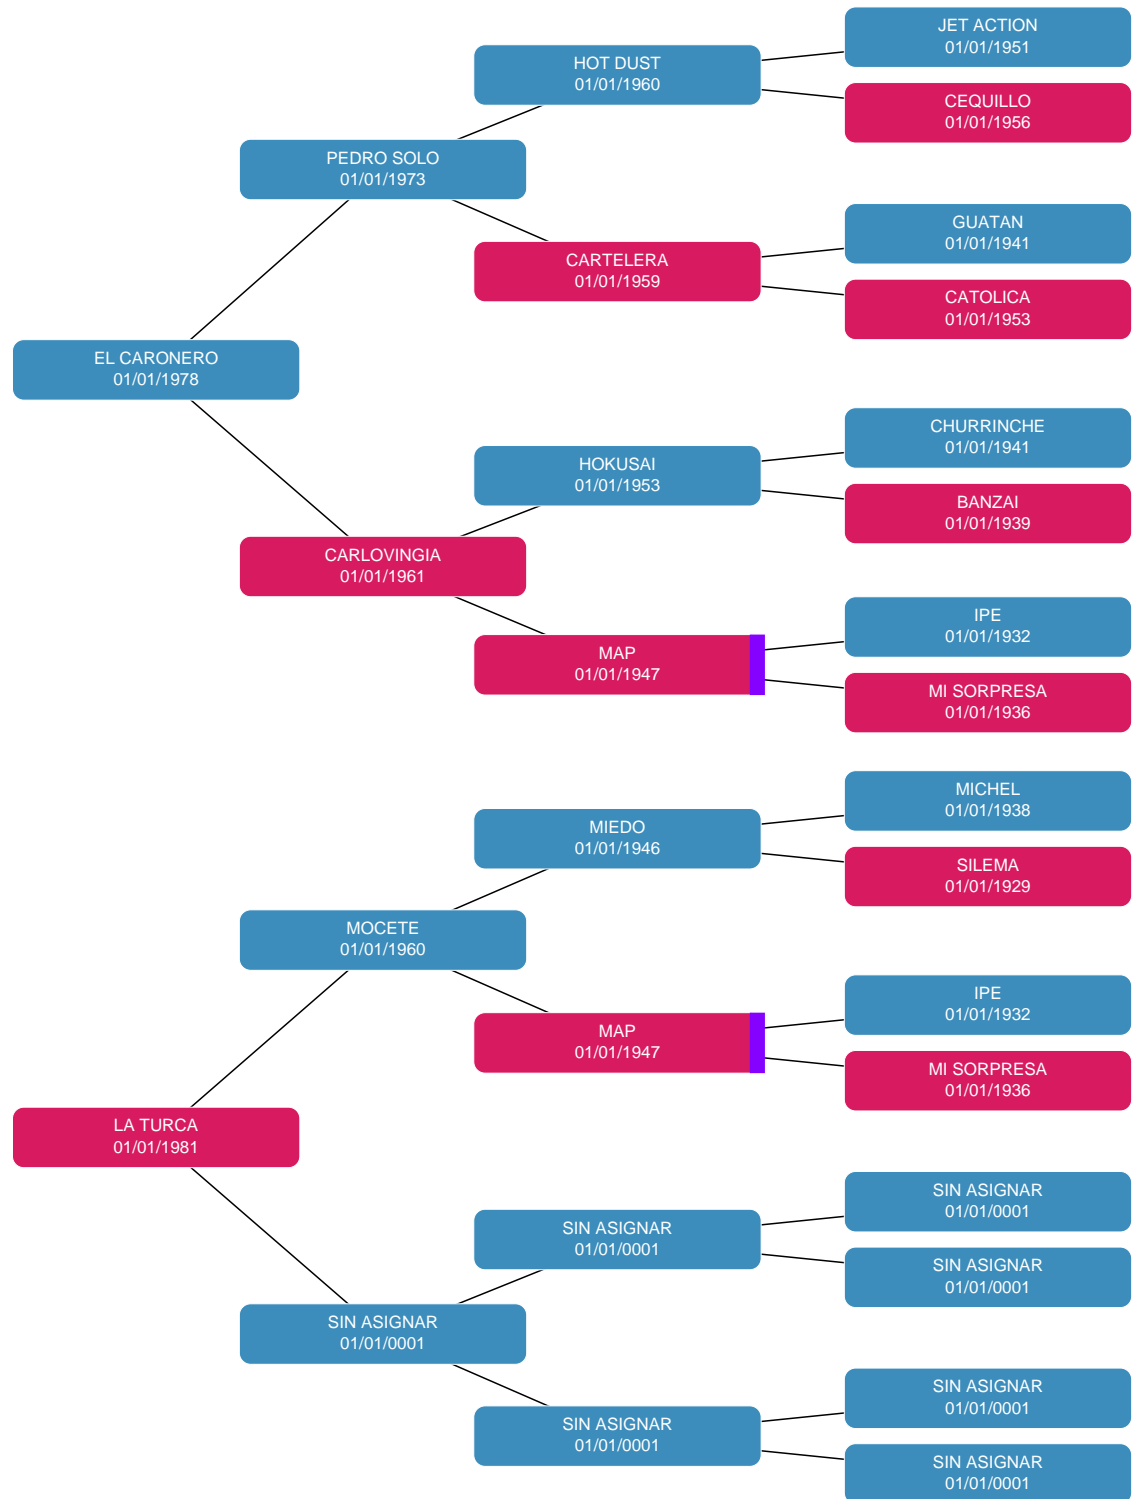 JET ACTION
01/01/1951
HOT DUST
01/01/1960
CEQUILLO
01/01/1956
PEDRO SOLO
01/01/1973
GUATAN
01/01/1941
CARTELERA
01/01/1959
CATOLICA
01/01/1953
EL CARONERO
01/01/1978
CHURRINCHE
01/01/1941
HOKUSAI
01/01/1953
BANZAI
01/01/1939
CARLOVINGIA
01/01/1961
IPE
01/01/1932
MAP
01/01/1947
MI SORPRESA
01/01/1936
MICHEL
01/01/1938
MIEDO
01/01/1946
SILEMA
01/01/1929
MOCETE
01/01/1960
IPE
01/01/1932
MAP
01/01/1947
MI SORPRESA
01/01/1936
LA TURCA
01/01/1981
SIN ASIGNAR
01/01/0001
SIN ASIGNAR
01/01/0001
SIN ASIGNAR
01/01/0001
SIN ASIGNAR
01/01/0001
SIN ASIGNAR
01/01/0001
SIN ASIGNAR
01/01/0001
SIN ASIGNAR
01/01/0001